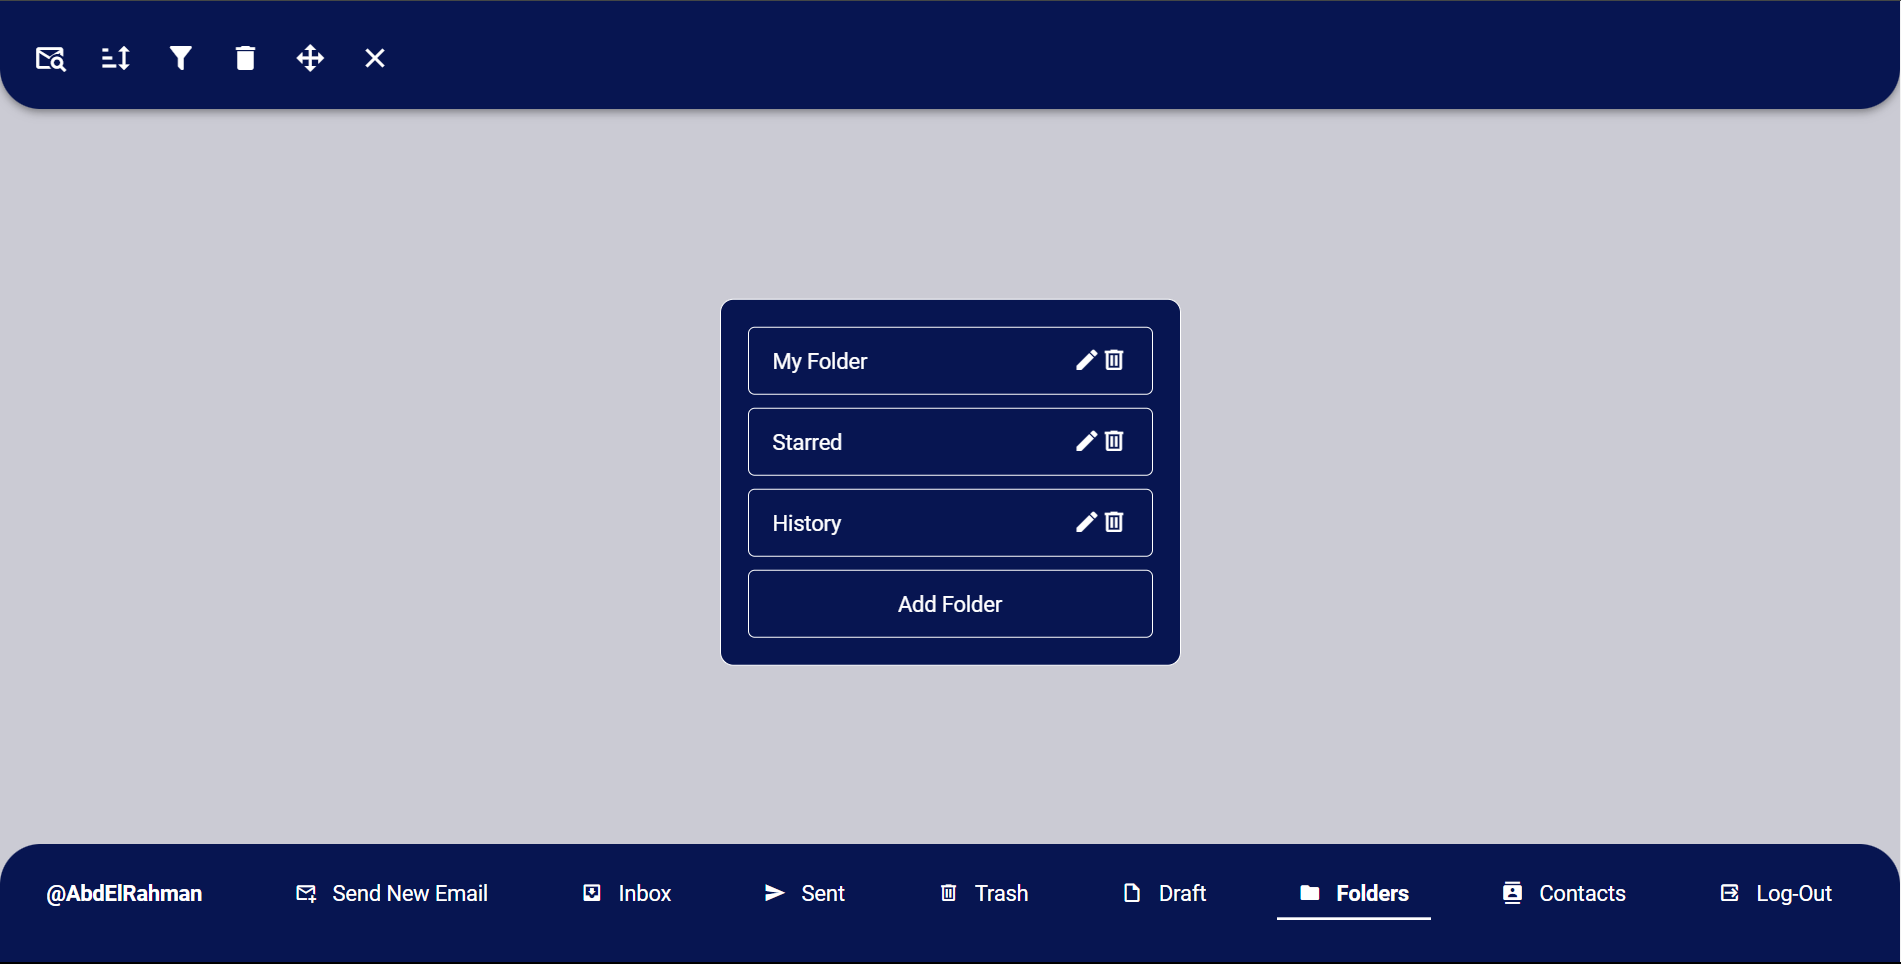 My Folder
Starred
History
Add Folder
@AbdElRahman Send New Email Inbox Sent Trash Draft Folders Contacts Log-Out